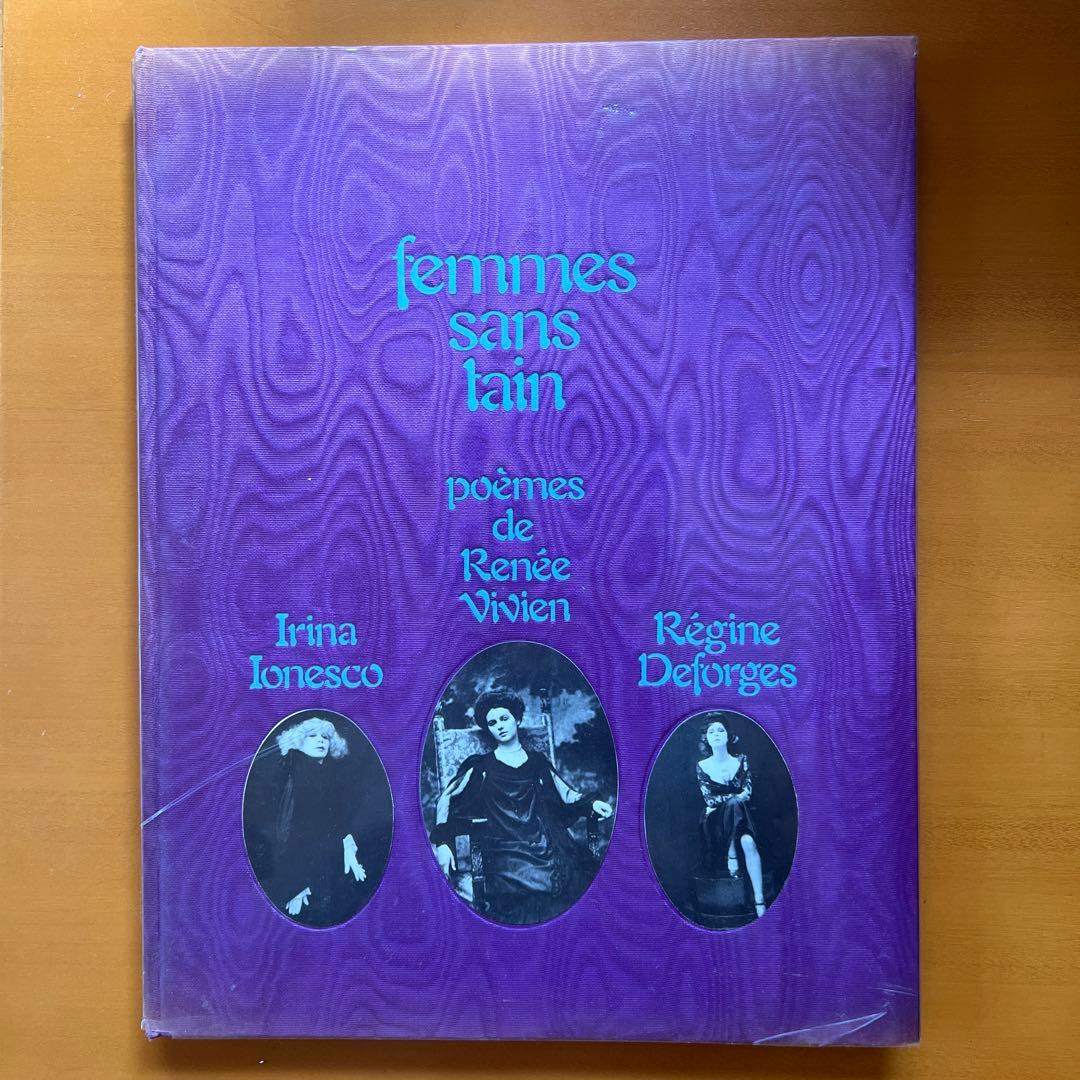 femmes
sans
tain
poèmes
de
Renée
Vivien
Irina
Ionesco
Régine
Deforges